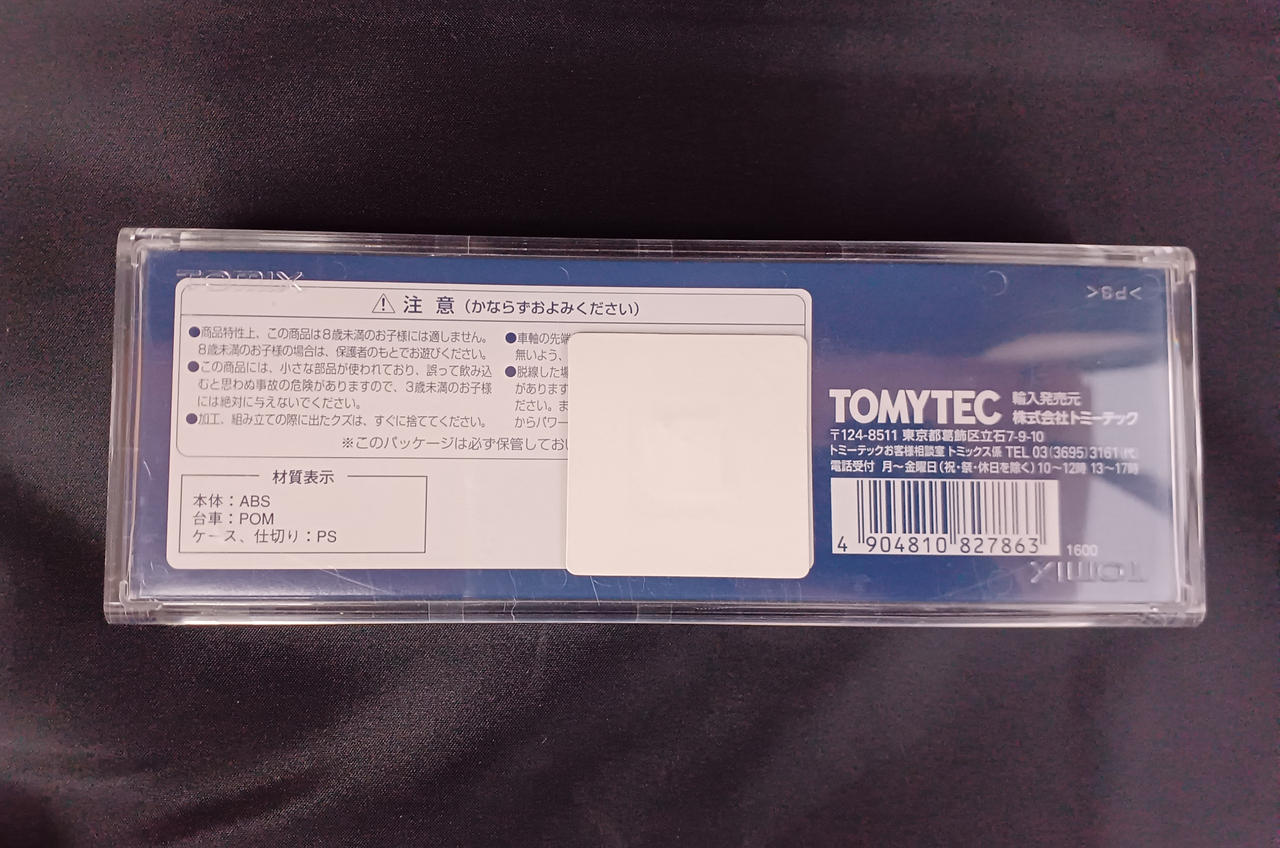 TOMIX
注意(かならずおよみください)
●商品特性上、この商品は8歳未満のお子様には適しません。
8歳未満のお子様の場合は、保護者のもとでお遊びください。
●この商品には、小さな部品が使われており、誤って飲み込
むと思わぬ事故の危険がありますので、3歳未満のお子様
には絶対に与えないでください。
●加工、組み立ての際に出たクズは、すぐに捨ててください。
●車軸の先端
無いよう、
●脱線した場
があります
ださい。ま
からパワー
※このパッケージは必ず保管してお
材質表示
本体：ABS
台車：POM
ケース、仕切り：PS
>PS<
TOMYTEC 輸入発売元
株式会社トミーテック
〒124-8511 東京都葛飾区立石7-9-10
トミーテックお客様相談室 トミックス係 TEL 03(3695)3161(代)
電話受付 月～金曜日(祝・祭・休日を除く)10～12時 13～17時
4 904810 827863
1600
TOMIX